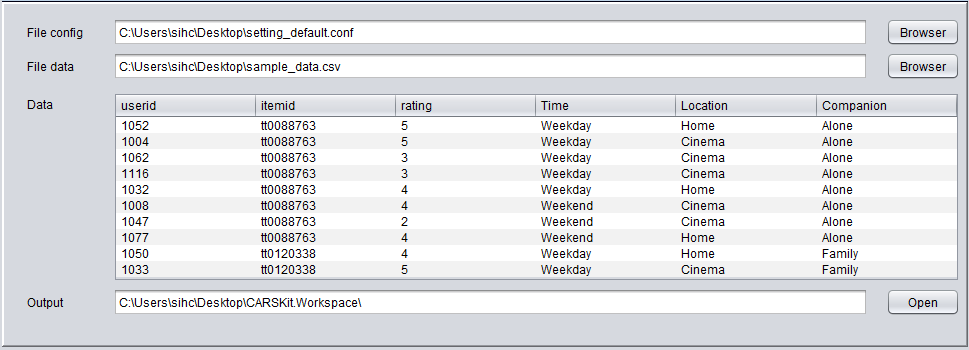 File config C:\Users\sihc\Desktop\setting_default.conf Browser
File data C:\Users\sihc\Desktop\sample_data.csv Browser
Data userid itemid rating Time Location Companion
1052 tt0088763 5 Weekday Home Alone
1004 tt0088763 5 Weekday Cinema Alone
1062 tt0088763 3 Weekday Cinema Alone
1116 tt0088763 3 Weekday Cinema Alone
1032 tt0088763 4 Weekday Home Alone
1008 tt0088763 4 Weekend Cinema Alone
1047 tt0088763 2 Weekend Cinema Alone
1077 tt0088763 4 Weekend Home Alone
1050 tt0120338 4 Weekday Home Family
1033 tt0120338 5 Weekday Cinema Family
Output C:\Users\sihc\Desktop\CARSKit.Workspace\ Open